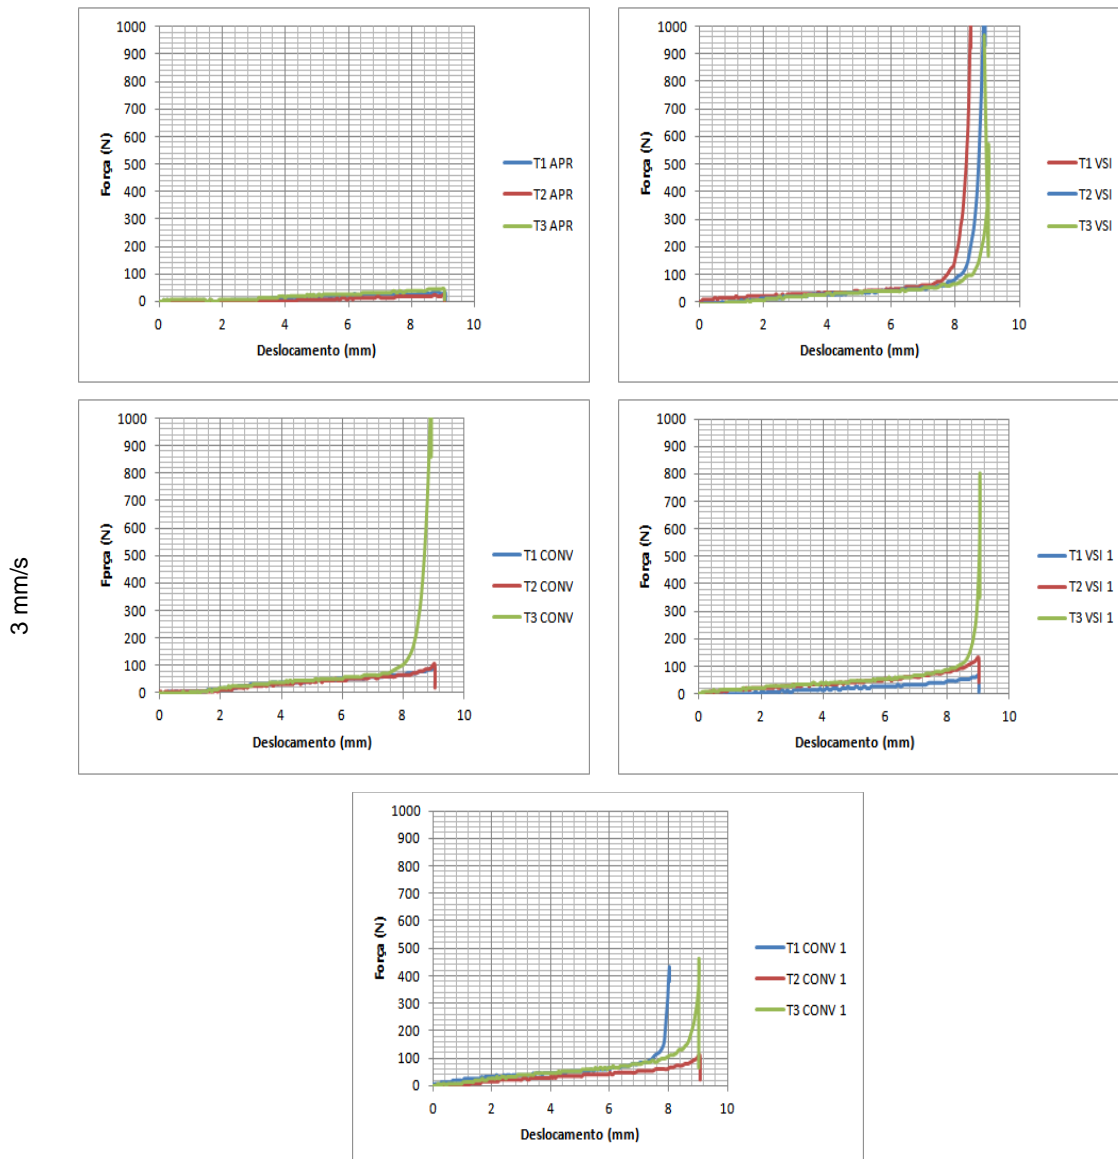 3 mm/s
1000
900
800
700
600
500
400
300
200
100
0
Força (N)
0 2 4 6 8 10
Deslocamento (mm)
T1 APR
T2 APR
T3 APR
1000
900
800
700
600
500
400
300
200
100
0
Força (N)
0 2 4 6 8 10
Deslocamento (mm)
T1 VSI
T2 VSI
T3 VSI
1000
900
800
700
600
500
400
300
200
100
0
Fprça (N)
0 2 4 6 8 10
Deslocamento (mm)
T1 CONV
T2 CONV
T3 CONV
1000
900
800
700
600
500
400
300
200
100
0
Força (N)
0 2 4 6 8 10
Deslocamento (mm)
T1 VSI 1
T2 VSI 1
T3 VSI 1
1000
900
800
700
600
500
400
300
200
100
0
Força (N)
0 2 4 6 8 10
Deslocamento (mm)
T1 CONV 1
T2 CONV 1
T3 CONV 1